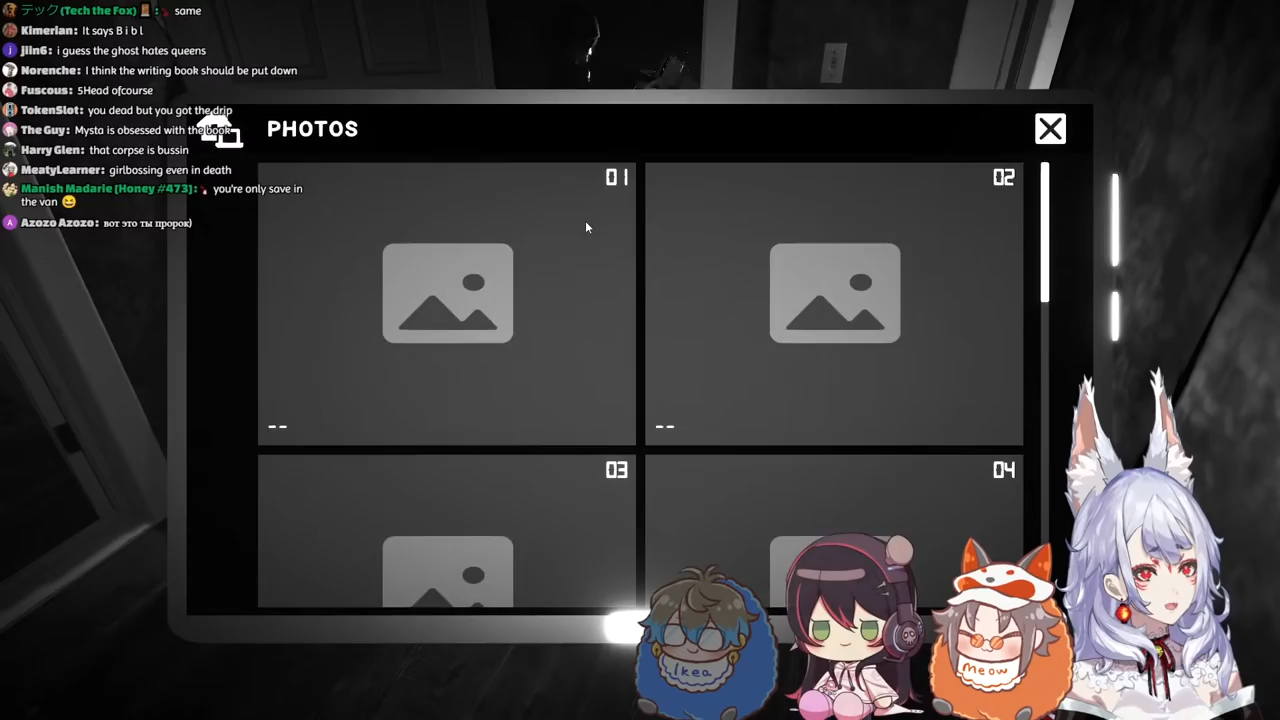 テック (Tech the Fox) : same
Kimerian: It says B i b l
jiin6: i guess the ghost hates queens
Norenche: I think the writing book should be put down
Fuscous: 5Head ofcourse
TokenSlot: you dead but you got the drip
The Guy: Mysta is obsessed with the book
Harry Glen: that corpse is bussin
MeatyLearner: girlbossing even in death
Manish Madarie [Honey #473]: you're only save in
the van 😆
Azozo Azozo: вот это ты пророк)
PHOTOS
01
02
--
--
03
04
Ikea
meow